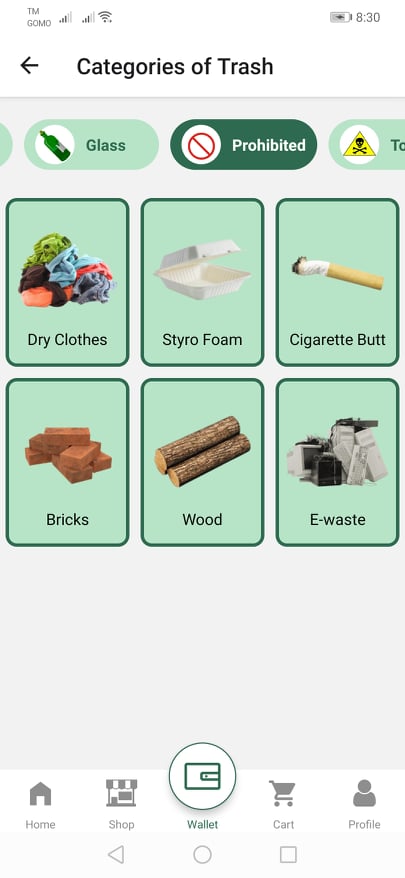 TM
GOMO
8:30
Categories of Trash
Glass
Prohibited
To
Dry Clothes
Styro Foam
Cigarette Butt
Bricks
Wood
E-waste
Home
Shop
Wallet
Cart
Profile